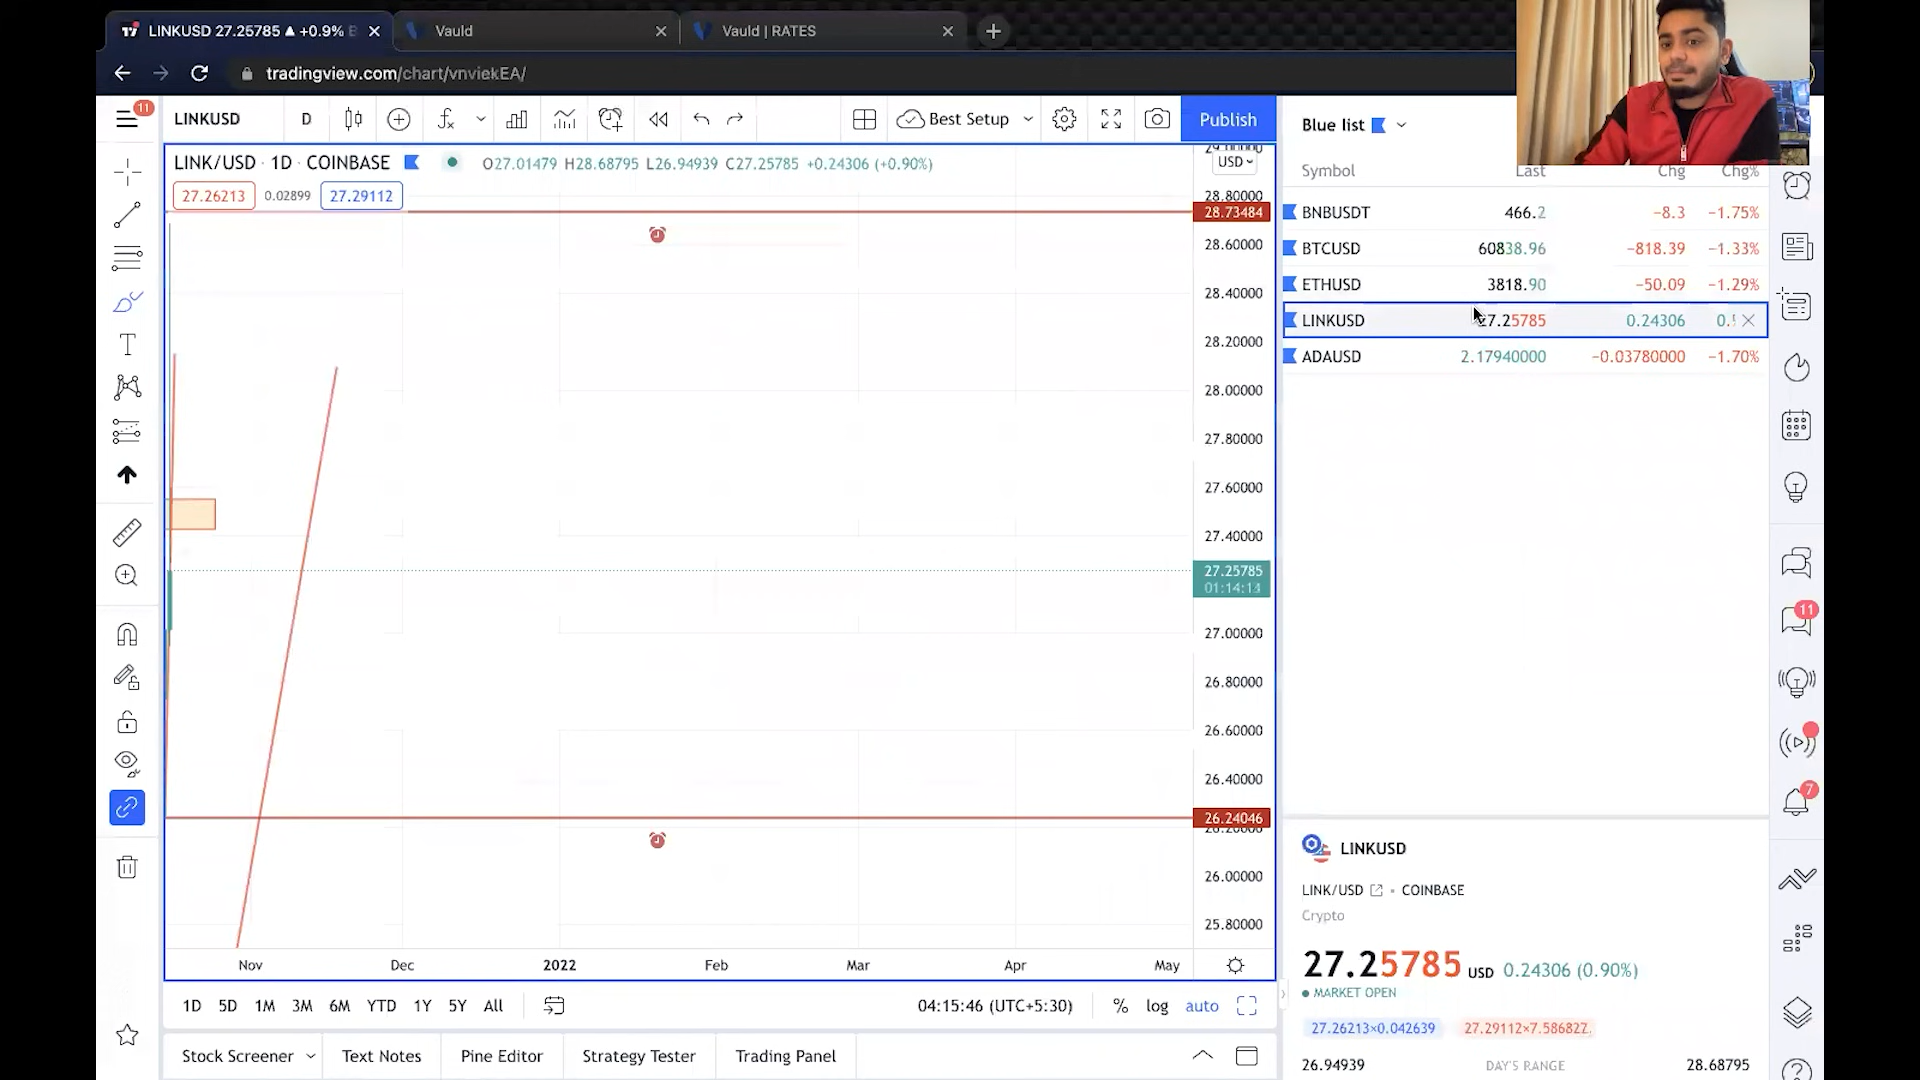 LINKUSD 27.25785 ▲ +0.9%
Vauld
Vauld | RATES
tradingview.com/chart/vnviekEA/
11
LINKUSD
D
Best Setup
Publish
Blue list
LINK/USD · 1D · COINBASE
O27.01479 H28.68795 L26.94939 C27.25785 +0.24306 (+0.90%)
27.26213
0.02899
27.29112
USD
Symbol
Last
Chg
Chg%
BNBUSDT 466.2 −8.3 −1.75%
BTCUSD 60838.96 −818.39 −1.33%
ETHUSD 3818.90 −50.09 −1.29%
LINKUSD 27.25785 0.24306
ADAUSD 2.17940000 −0.03780000 −1.70%
28.80000
28.73484
28.60000
28.40000
28.20000
28.00000
27.80000
27.60000
27.40000
27.25785
01:14:13
27.00000
26.80000
26.60000
26.40000
26.24046
26.00000
25.80000
Nov Dec 2022 Feb Mar Apr May
1D 5D 1M 3M 6M YTD 1Y 5Y All
04:15:46 (UTC+5:30)
% log auto
Stock Screener
Text Notes
Pine Editor
Strategy Tester
Trading Panel
LINKUSD
LINK/USD · COINBASE
Crypto
27.25785 USD 0.24306 (0.90%)
MARKET OPEN
27.26213×0.042639
26.94939 DAY'S RANGE 28.68795
11
7